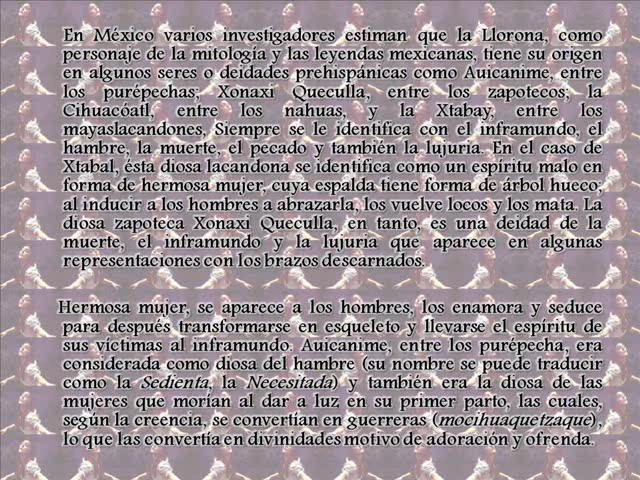 En México varios investigadores estiman que la Llorona, como
personaje de la mitología y las leyendas mexicanas, tiene su origen
en algunos seres o deidades prehispánicas como Auicanime, entre
los purépechas; Xonaxi Queculla, entre los zapotecos; la
Cihuacóatl, entre los nahuas, y la Xtabay, entre los
mayaslacandones, Siempre se le identifica con el inframundo, el
hambre, la muerte, el pecado y también la lujuria. En el caso de
Xtabal, ésta diosa lacandona se identifica como un espíritu malo en
forma de hermosa mujer, cuya espalda tiene forma de árbol hueco;
al inducir a los hombres a abrazarla, los vuelve locos y los mata. La
diosa zapoteca Xonaxi Queculla, en tanto, es una deidad de la
muerte, el inframundo y la lujuria que aparece en algunas
representaciones con los brazos descarnados.
Hermosa mujer, se aparece a los hombres, los enamora y seduce
para después transformarse en esqueleto y llevarse el espíritu de
sus víctimas al inframundo. Auicanime, entre los purépecha, era
considerada como diosa del hambre (su nombre se puede traducir
como la Sedienta, la Necesitada) y también era la diosa de las
mujeres que morían al dar a luz en su primer parto, las cuales,
según la creencia, se convertían en guerreras (mocihuaquetzaque),
lo que las convertía en divinidades motivo de adoración y ofrenda.